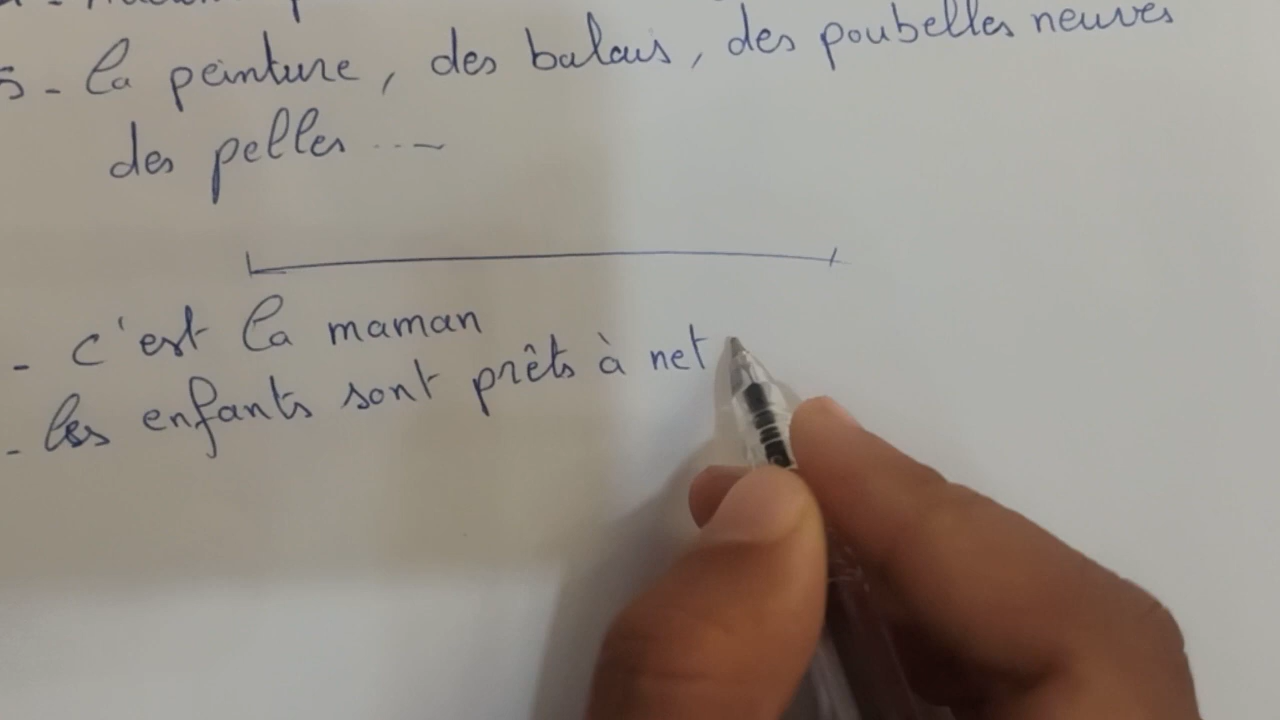 5 - la peinture, des balais, des poubelles neuves
des pelles ...
- c'est la maman
- les enfants sont prêts à net